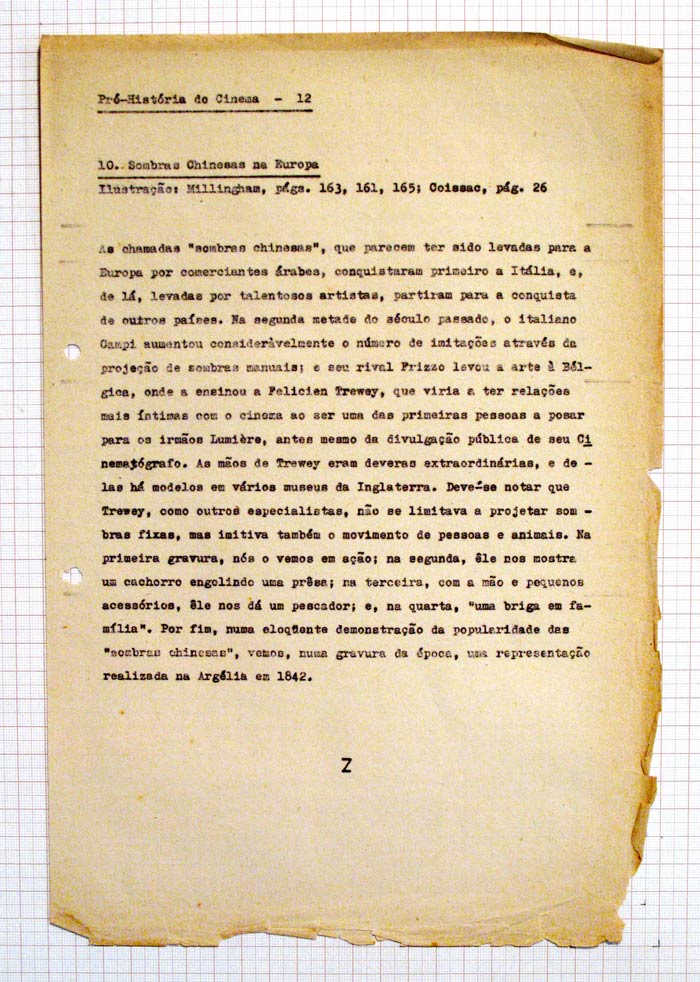 Pré-História do Cinema - 12
10. Sombras Chinesas na Europa
Ilustração: Millingham, págs. 163, 161, 165; Coissac, pág. 26
As chamadas "sombras chinesas", que parecem ter sido levadas para a
Europa por comerciantes árabes, conquistaram primeiro a Itália, e,
de lá, levadas por talentosos artistas, partiram para a conquista
de outros países. Na segunda metade do século passado, o italiano
Campi aumentou consideràvelmente o número de imitações através da
projeção de sombras manuais; e seu rival Frizzo levou a arte à Bél-
gica, onde a ensinou a Felicien Trewey, que viria a ter relações
mais íntimas com o cinema ao ser uma das primeiras pessoas a posar
para os irmãos Lumière, antes mesmo da divulgação pública de seu Ci
nematógrafo. As mãos de Trewey eram deveras extraordinárias, e de -
las há modelos em vários museus da Inglaterra. Deve-se notar que
Trewey, como outros especialistas, não se limitava a projetar som -
bras fixas, mas imitiva também o movimento de pessoas e animais. Na
primeira gravura, nós o vemos em ação; na segunda, êle nos mostra
um cachorro engolindo uma prêsa; na terceira, com a mão e pequenos
acessórios, êle nos dá um pescador; e, na quarta, "uma briga em fa-
mília". Por fim, numa eloqüente demonstração da popularidade das
"sombras chinesas", vemos, numa gravura da época, uma representação
realizada na Argélia em 1842.
Z